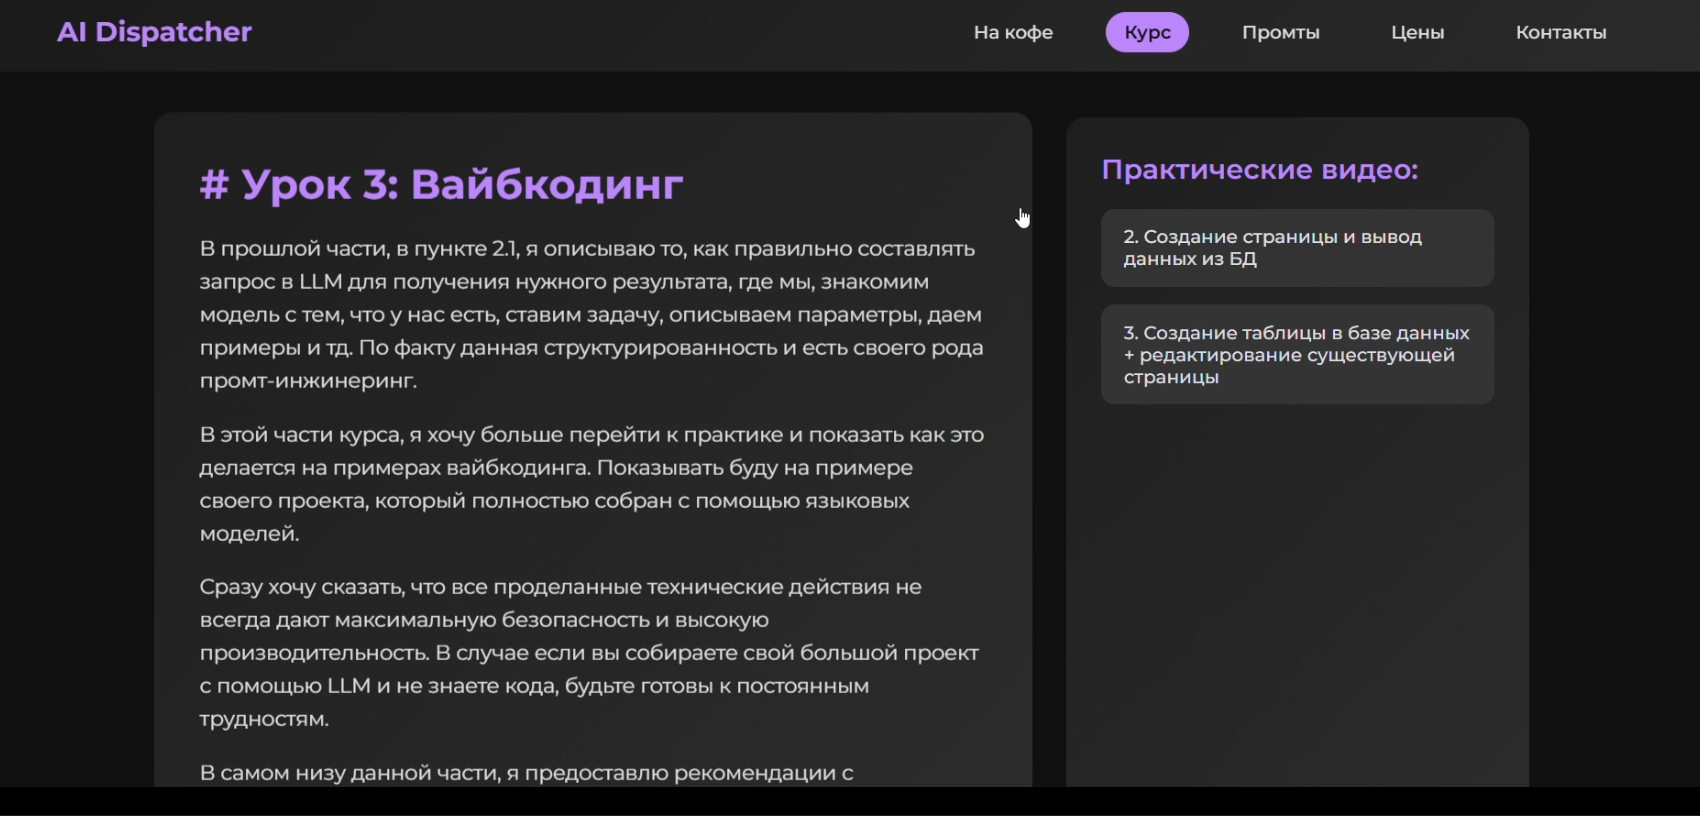 AI Dispatcher
На кофе
Курс
Промты
Цены
Контакты
# Урок 3: Вайбкодинг
В прошлой части, в пункте 2.1, я описываю то, как правильно составлять
запрос в LLM для получения нужного результата, где мы, знакомим
модель с тем, что у нас есть, ставим задачу, описываем параметры, даем
примеры и тд. По факту данная структурированность и есть своего рода
промт-инжинеринг.
В этой части курса, я хочу больше перейти к практике и показать как это
делается на примерах вайбкодинга. Показывать буду на примере
своего проекта, который полностью собран с помощью языковых
моделей.
Сразу хочу сказать, что все проделанные технические действия не
всегда дают максимальную безопасность и высокую
производительность. В случае если вы собираете свой большой проект
с помощью LLM и не знаете кода, будьте готовы к постоянным
трудностям.
В самом низу данной части, я предоставлю рекомендации с
Практические видео:
2. Создание страницы и вывод
данных из БД
3. Создание таблицы в базе данных
+ редактирование существующей
страницы